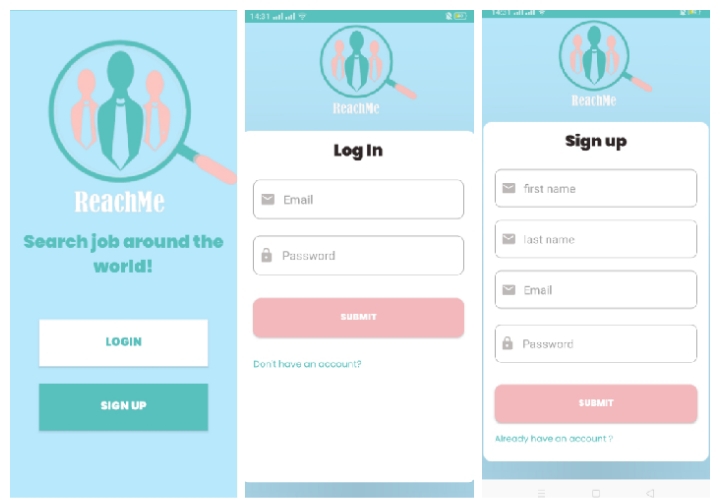 ReachMe
Search job around the
world!
LOGIN
SIGN UP
14:31
ReachMe
Log In
Email
Password
SUBMIT
Don't have an account?
14:31
ReachMe
Sign up
first name
last name
Email
Password
SUBMIT
Already have an account ?